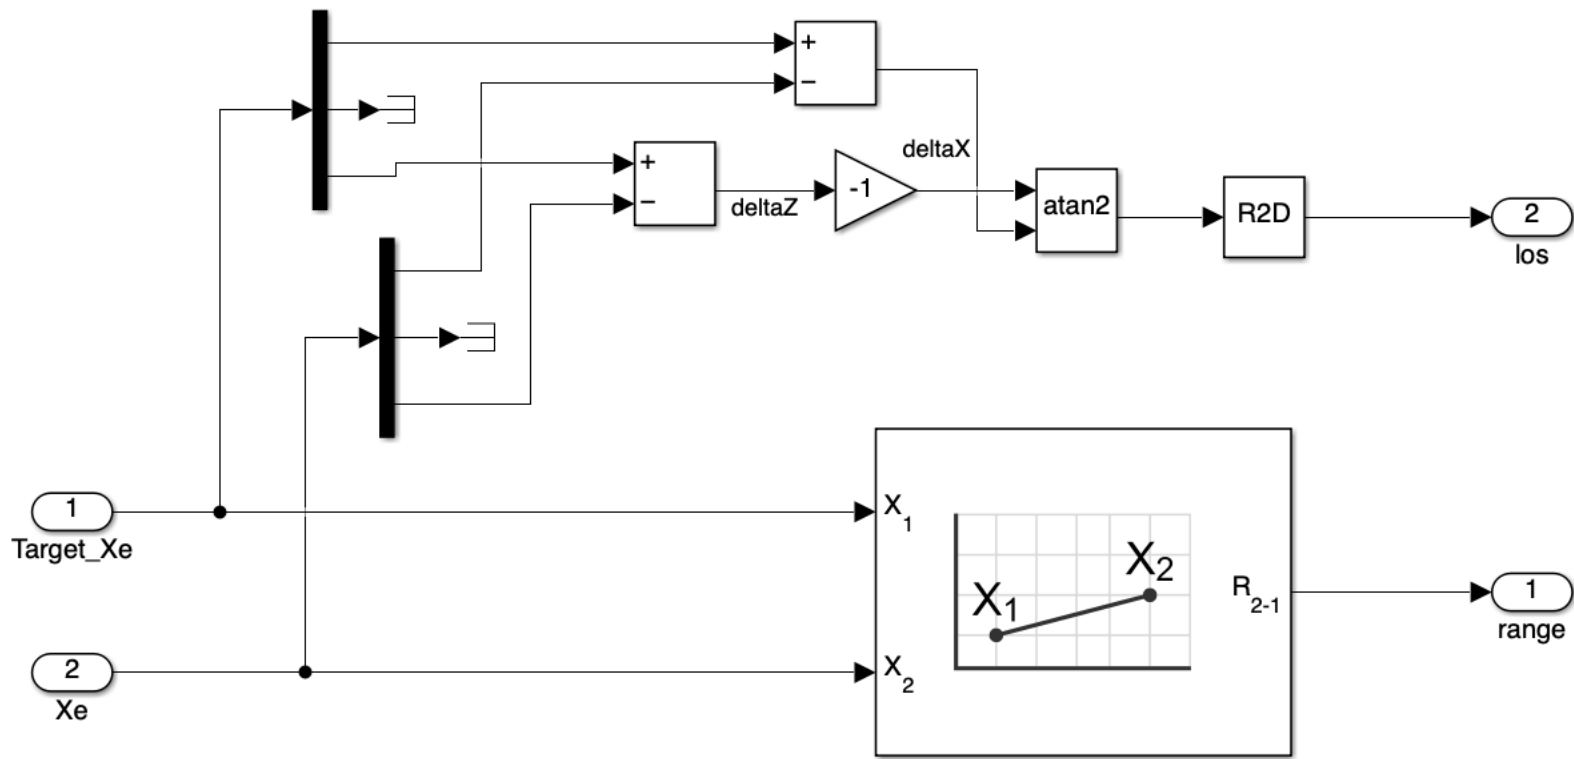 +
−
+
−
deltaZ
-1
deltaX
atan2
R2D
2
los
1
Target_Xe
2
Xe
X1
X2
X1
X2
R2-1
1
range